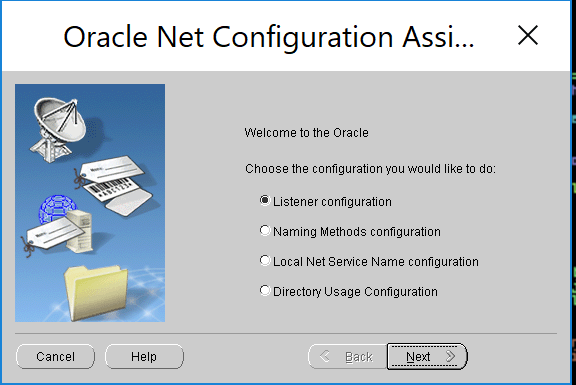 Oracle Net Configuration Assi...
Welcome to the Oracle
Choose the configuration you would like to do:
Listener configuration
Naming Methods configuration
Local Net Service Name configuration
Directory Usage Configuration
Cancel
Help
Back
Next